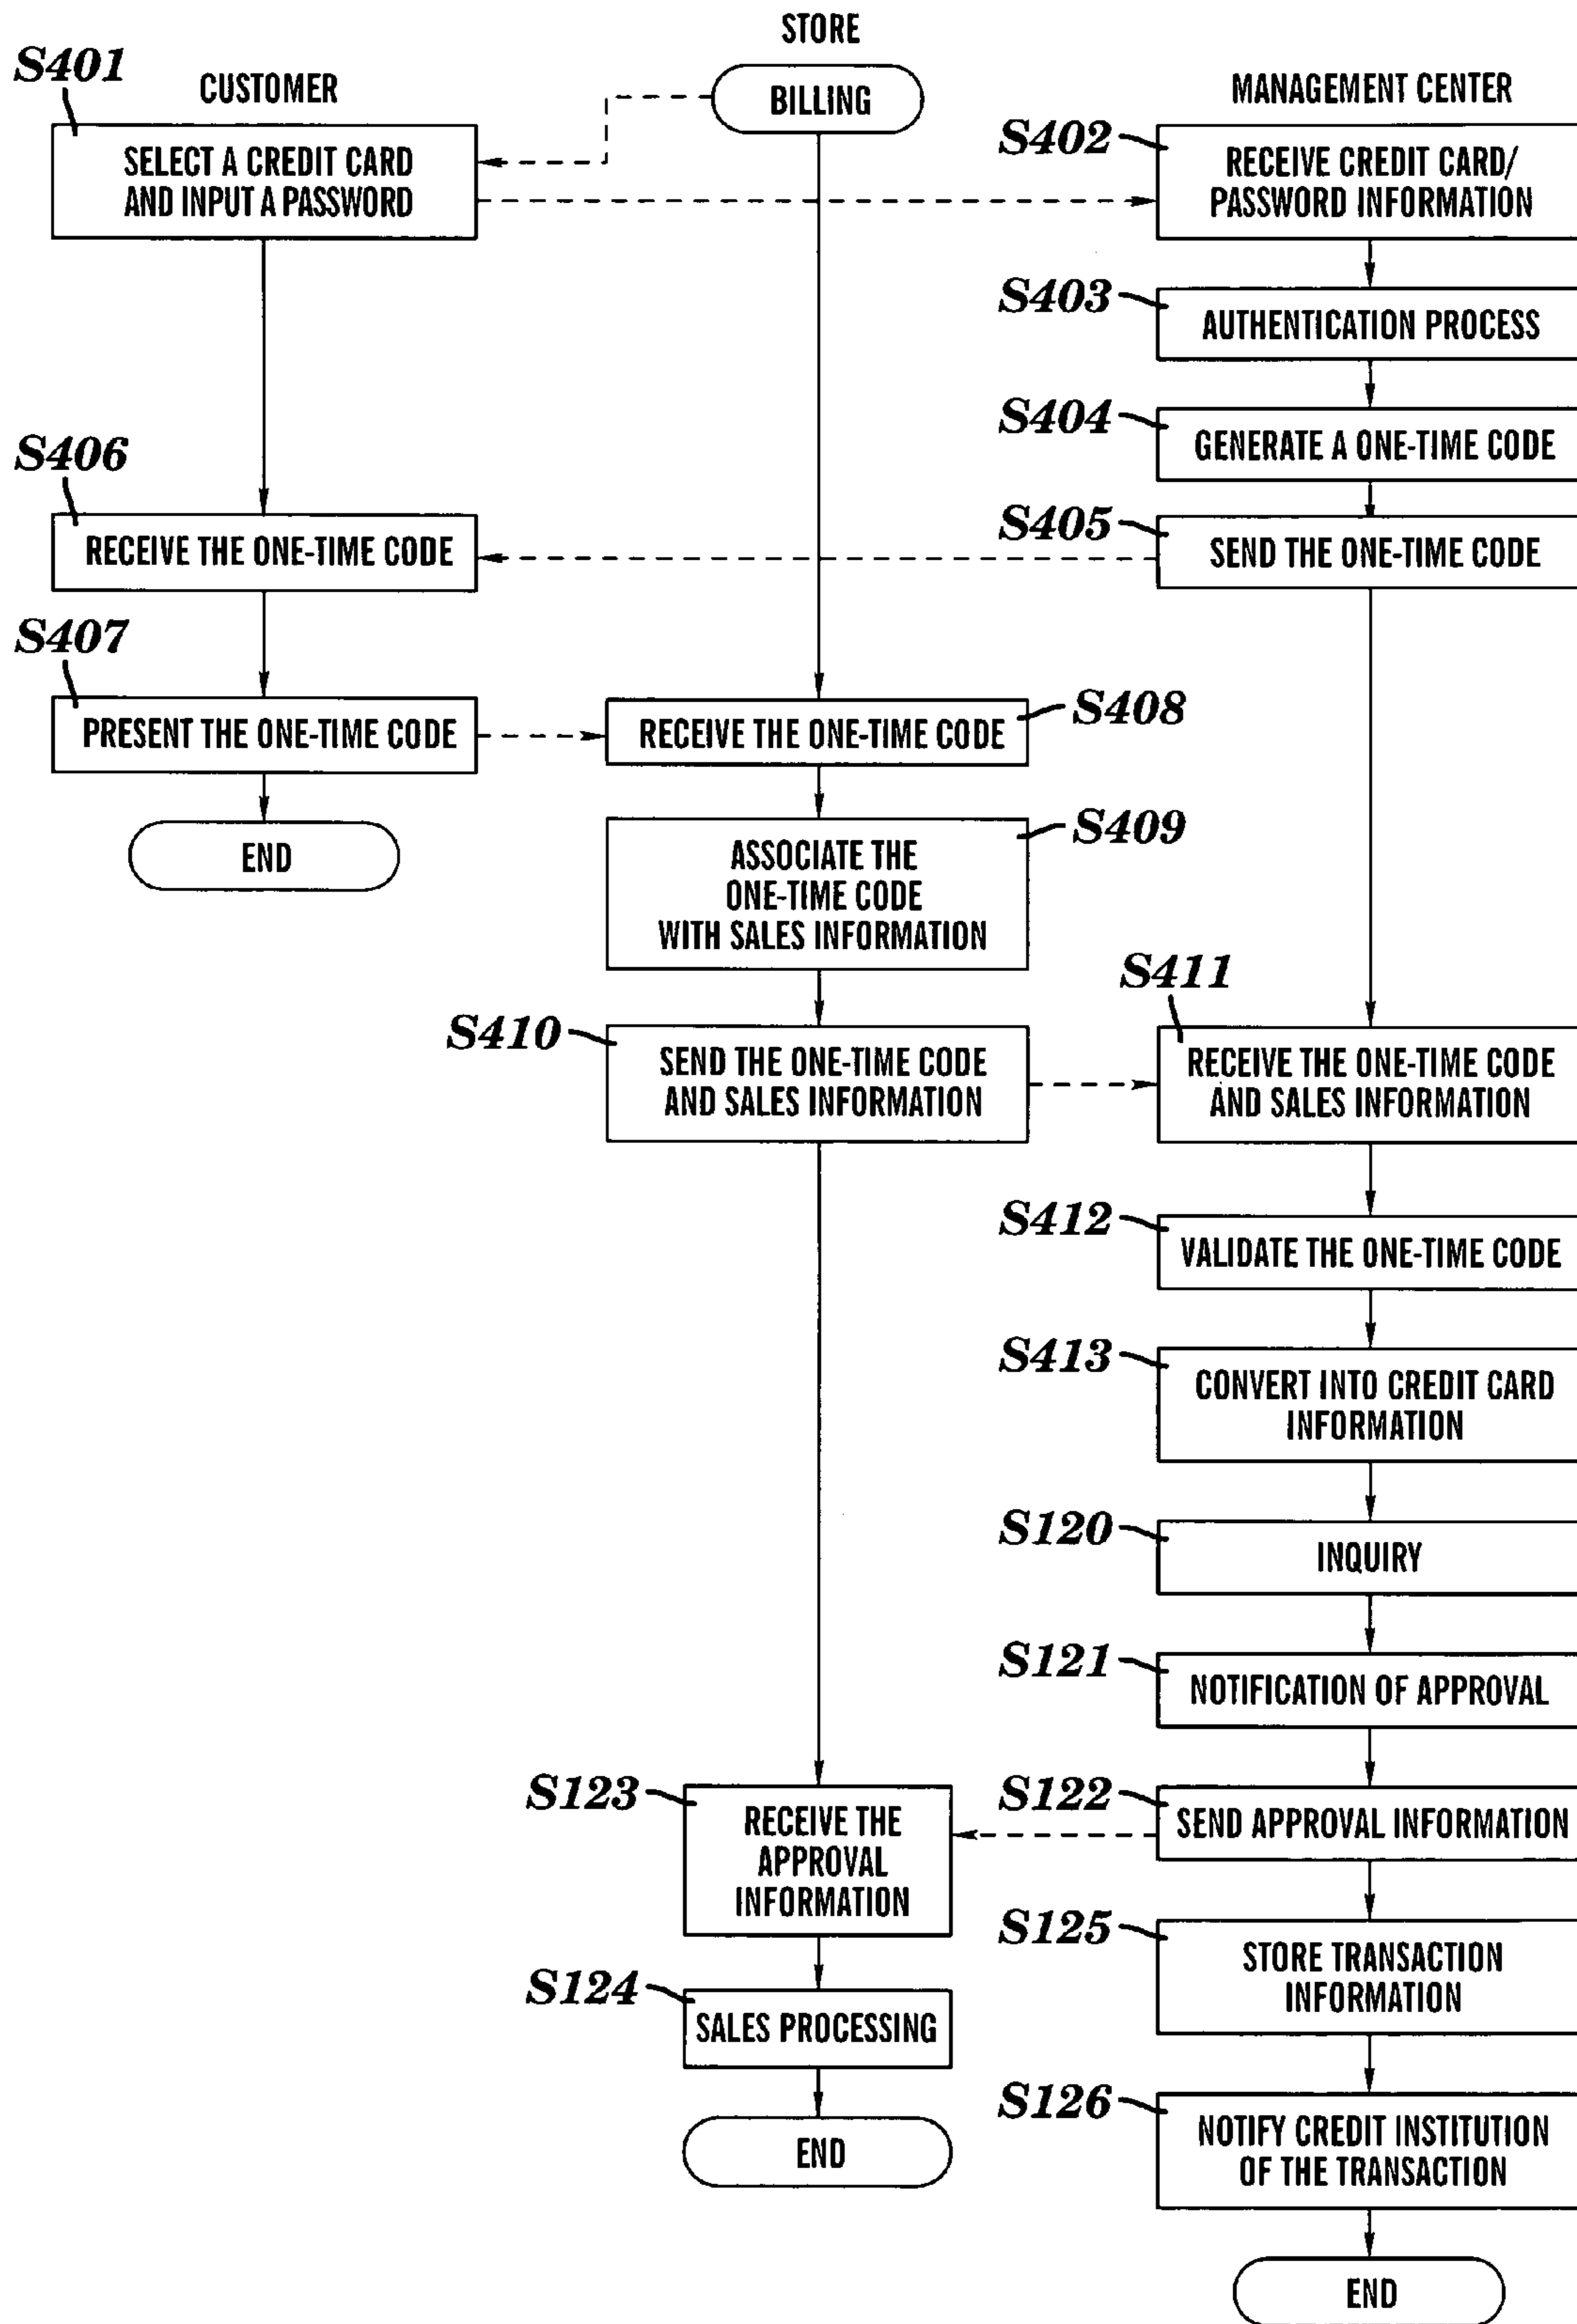 STORE
S401
CUSTOMER
BILLING
MANAGEMENT CENTER
SELECT A CREDIT CARD
AND INPUT A PASSWORD
S402
RECEIVE CREDIT CARD/
PASSWORD INFORMATION
S403
AUTHENTICATION PROCESS
S404
GENERATE A ONE-TIME CODE
S406
RECEIVE THE ONE-TIME CODE
S405
SEND THE ONE-TIME CODE
S407
PRESENT THE ONE-TIME CODE
RECEIVE THE ONE-TIME CODE
S408
END
ASSOCIATE THE
ONE-TIME CODE
WITH SALES INFORMATION
S409
S410
SEND THE ONE-TIME CODE
AND SALES INFORMATION
S411
RECEIVE THE ONE-TIME CODE
AND SALES INFORMATION
S412
VALIDATE THE ONE-TIME CODE
S413
CONVERT INTO CREDIT CARD
INFORMATION
S120
INQUIRY
S121
NOTIFICATION OF APPROVAL
S123
RECEIVE THE
APPROVAL
INFORMATION
S122
SEND APPROVAL INFORMATION
S125
STORE TRANSACTION
INFORMATION
S124
SALES PROCESSING
S126
NOTIFY CREDIT INSTITUTION
OF THE TRANSACTION
END
END